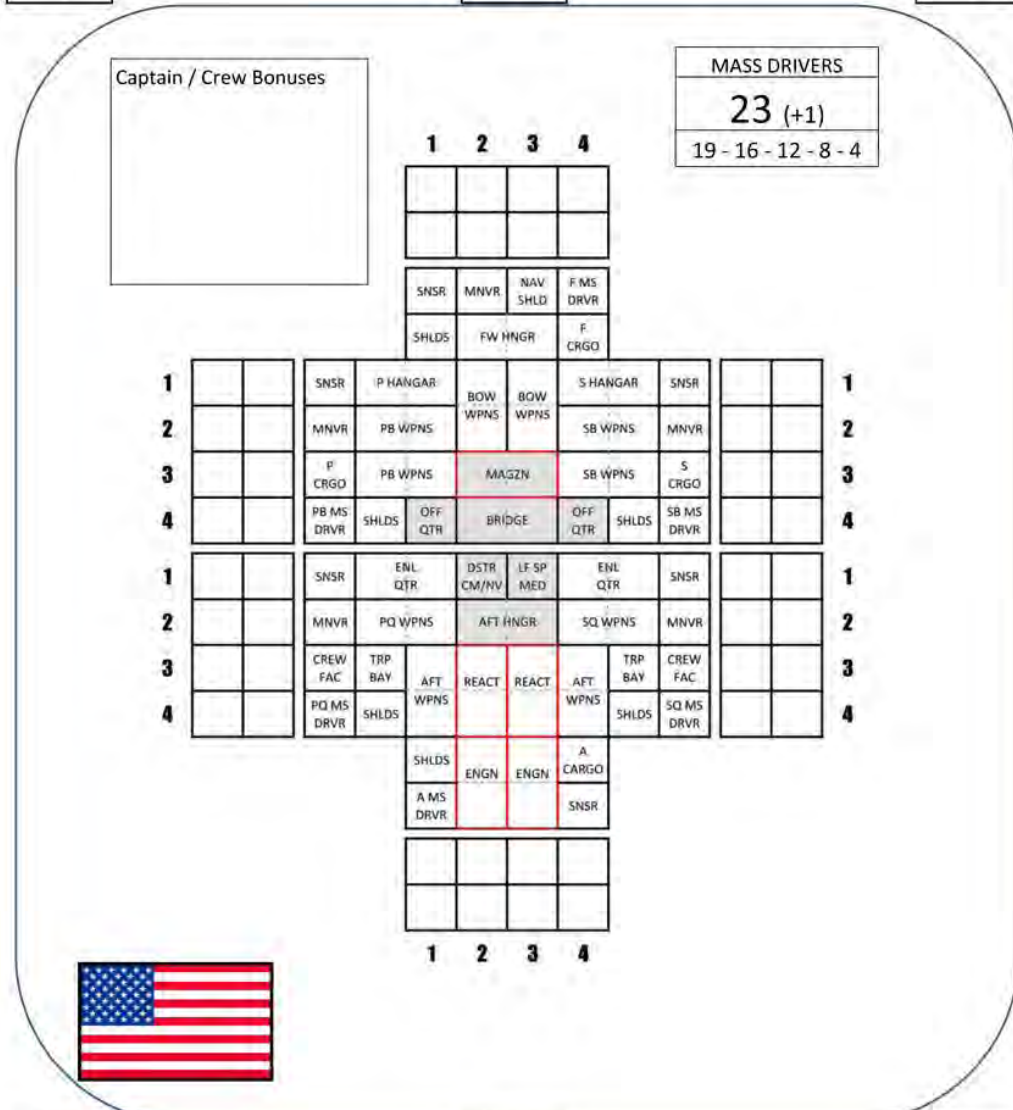 Captain / Crew Bonuses
MASS DRIVERS
23 (+1)
19 - 16 - 12 - 8 - 4
1 2 3 4
SNSR MNVR NAV SHLD F MS DRVR
SHLDS FW HNGR F CRGO
1 SNSR P HANGAR BOW WPNS BOW WPNS S HANGAR SNSR 1
2 MNVR PB WPNS SB WPNS MNVR 2
3 P CRGO PB WPNS MAGZN SB WPNS S CRGO 3
4 PB MS DRVR SHLDS OFF QTR BRIDGE OFF QTR SHLDS SB MS DRVR 4
1 SNSR ENL QTR DSTR CM/NV LF SP MED ENL QTR SNSR 1
2 MNVR PQ WPNS AFT HNGR SQ WPNS MNVR 2
3 CREW FAC TRP BAY AFT WPNS REACT REACT AFT WPNS TRP BAY CREW FAC 3
4 PQ MS DRVR SHLDS SHLDS SQ MS DRVR 4
SHLDS ENGN ENGN A CARGO
A MS DRVR SNSR
1 2 3 4